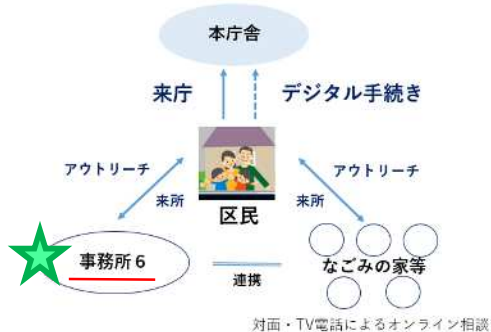 本庁舎
来庁
デジタル手続き
アウトリーチ
アウトリーチ
来所
区民
来所
事務所6
連携
なごみの家等
対面・TV電話によるオンライン相談